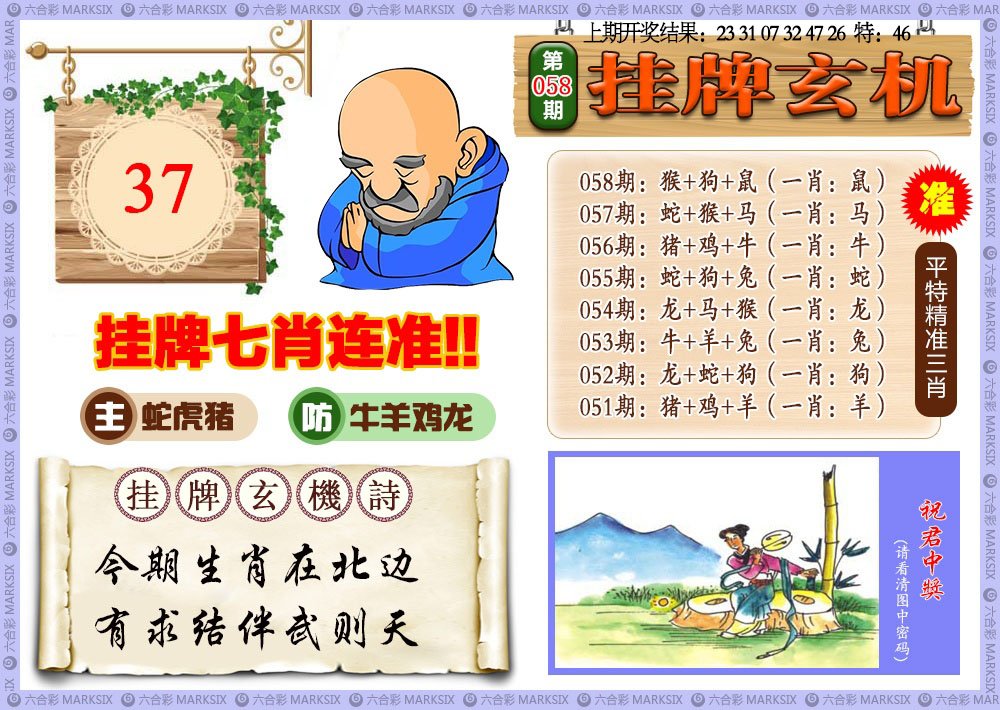 上期开奖结果：23 31 07 32 47 26 特：46
第058期
挂牌玄机
37
挂牌七肖连准!!
主 蛇虎猪
防 牛羊鸡龙
挂牌玄機詩
今期生肖在北边
有求结伴武则天
058期：猴+狗+鼠（一肖：鼠）
057期：蛇+猴+马（一肖：马）
056期：猪+鸡+牛（一肖：牛）
055期：蛇+狗+兔（一肖：蛇）
054期：龙+马+猴（一肖：龙）
053期：牛+羊+兔（一肖：兔）
052期：龙+蛇+狗（一肖：狗）
051期：猪+鸡+羊（一肖：羊）
准
平特精准三肖
祝君中獎
（请看清图中密码）
六合彩 MARKSIX